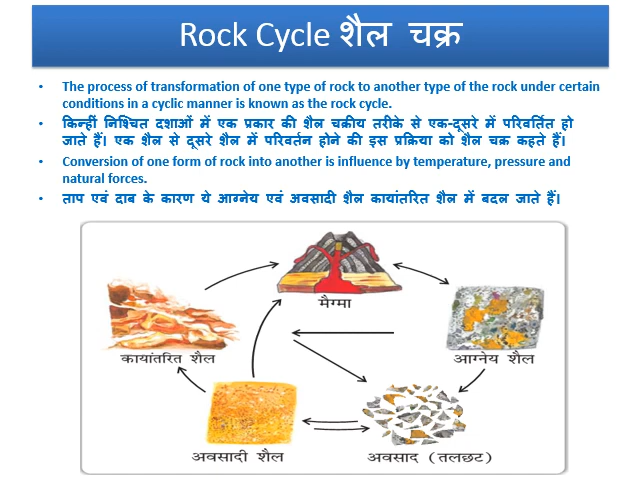 Rock Cycle शैल चक्र
• The process of transformation of one type of rock to another type of the rock under certain
conditions in a cyclic manner is known as the rock cycle.
• किन्हीं निश्चित दशाओं में एक प्रकार की शैल चक्रीय तरीके से एक-दूसरे में परिवर्तित हो
जाते हैं। एक शैल से दूसरे शैल में परिवर्तन होने की इस प्रक्रिया को शैल चक्र कहते हैं।
• Conversion of one form of rock into another is influence by temperature, pressure and
natural forces.
• ताप एवं दाब के कारण ये आग्नेय एवं अवसादी शैल कायांतरित शैल में बदल जाते हैं।
मैग्मा
कायांतरित शैल
आग्नेय शैल
अवसादी शैल
अवसाद (तलछट)